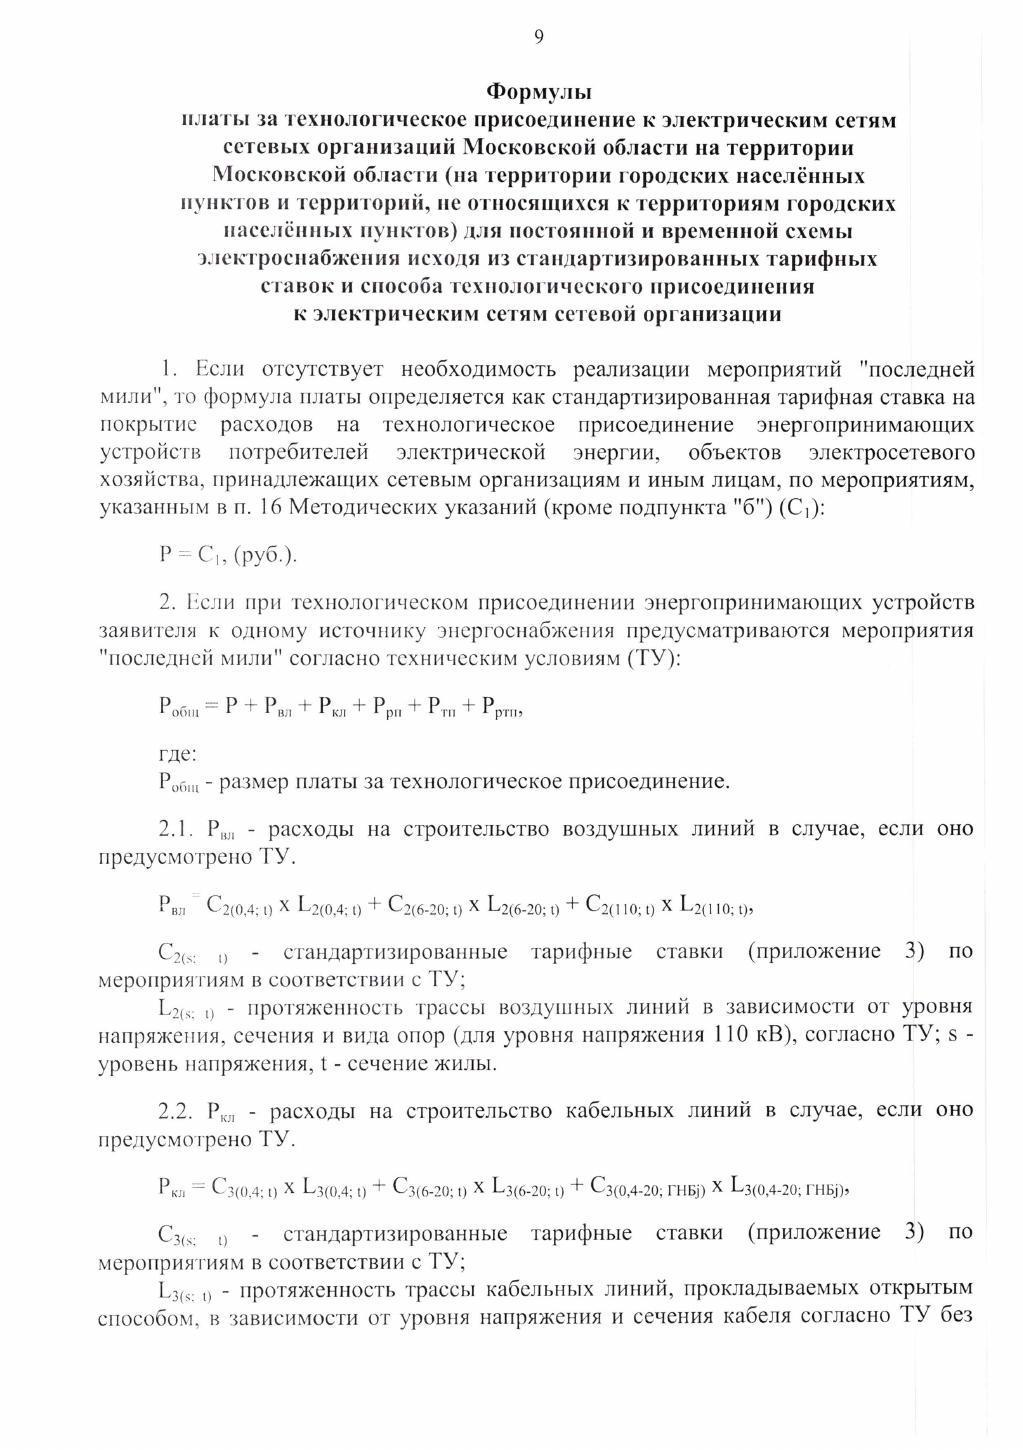 9
Формулы
платы за технологическое присоединение к электрическим сетям
сетевых организаций Московской области на территории
Московской области (на территории городских населённых
пунктов и территорий, не относящихся к территориям городских
населённых пунктов) для постоянной и временной схемы
электроснабжения исходя из стандартизированных тарифных
ставок и способа технологического присоединения
к электрическим сетям сетевой организации
1. Если отсутствует необходимость реализации мероприятий "последней
мили", то формула платы определяется как стандартизированная тарифная ставка на
покрытие расходов на технологическое присоединение энергопринимающих
устройств потребителей электрической энергии, объектов электросетевого
хозяйства, принадлежащих сетевым организациям и иным лицам, по мероприятиям,
указанным в п. 16 Методических указаний (кроме подпункта "б") (C1):
P = C1, (руб.).
2. Если при технологическом присоединении энергопринимающих устройств
заявителя к одному источнику энергоснабжения предусматриваются мероприятия
"последней мили" согласно техническим условиям (ТУ):
Pобщ = P + Pвл + Pкл + Pрп + Pтп + Pртп,
где:
Pобщ - размер платы за технологическое присоединение.
2.1. Pвл - расходы на строительство воздушных линий в случае, если оно
предусмотрено ТУ.
Pвл = C2(0,4; t) x L2(0,4; t) + C2(6-20; t) x L2(6-20; t) + C2(110; t) x L2(110; t),
C2(s; t) - стандартизированные тарифные ставки (приложение 3) по
мероприятиям в соответствии с ТУ;
L2(s; t) - протяженность трассы воздушных линий в зависимости от уровня
напряжения, сечения и вида опор (для уровня напряжения 110 кВ), согласно ТУ; s -
уровень напряжения, t - сечение жилы.
2.2. Pкл - расходы на строительство кабельных линий в случае, если оно
предусмотрено ТУ.
Pкл = C3(0,4; t) x L3(0,4; t) + C3(6-20; t) x L3(6-20; t) + C3(0,4-20; ГНБj) x L3(0,4-20; ГНБj),
C3(s; t) - стандартизированные тарифные ставки (приложение 3) по
мероприятиям в соответствии с ТУ;
L3(s; t) - протяженность трассы кабельных линий, прокладываемых открытым
способом, в зависимости от уровня напряжения и сечения кабеля согласно ТУ без